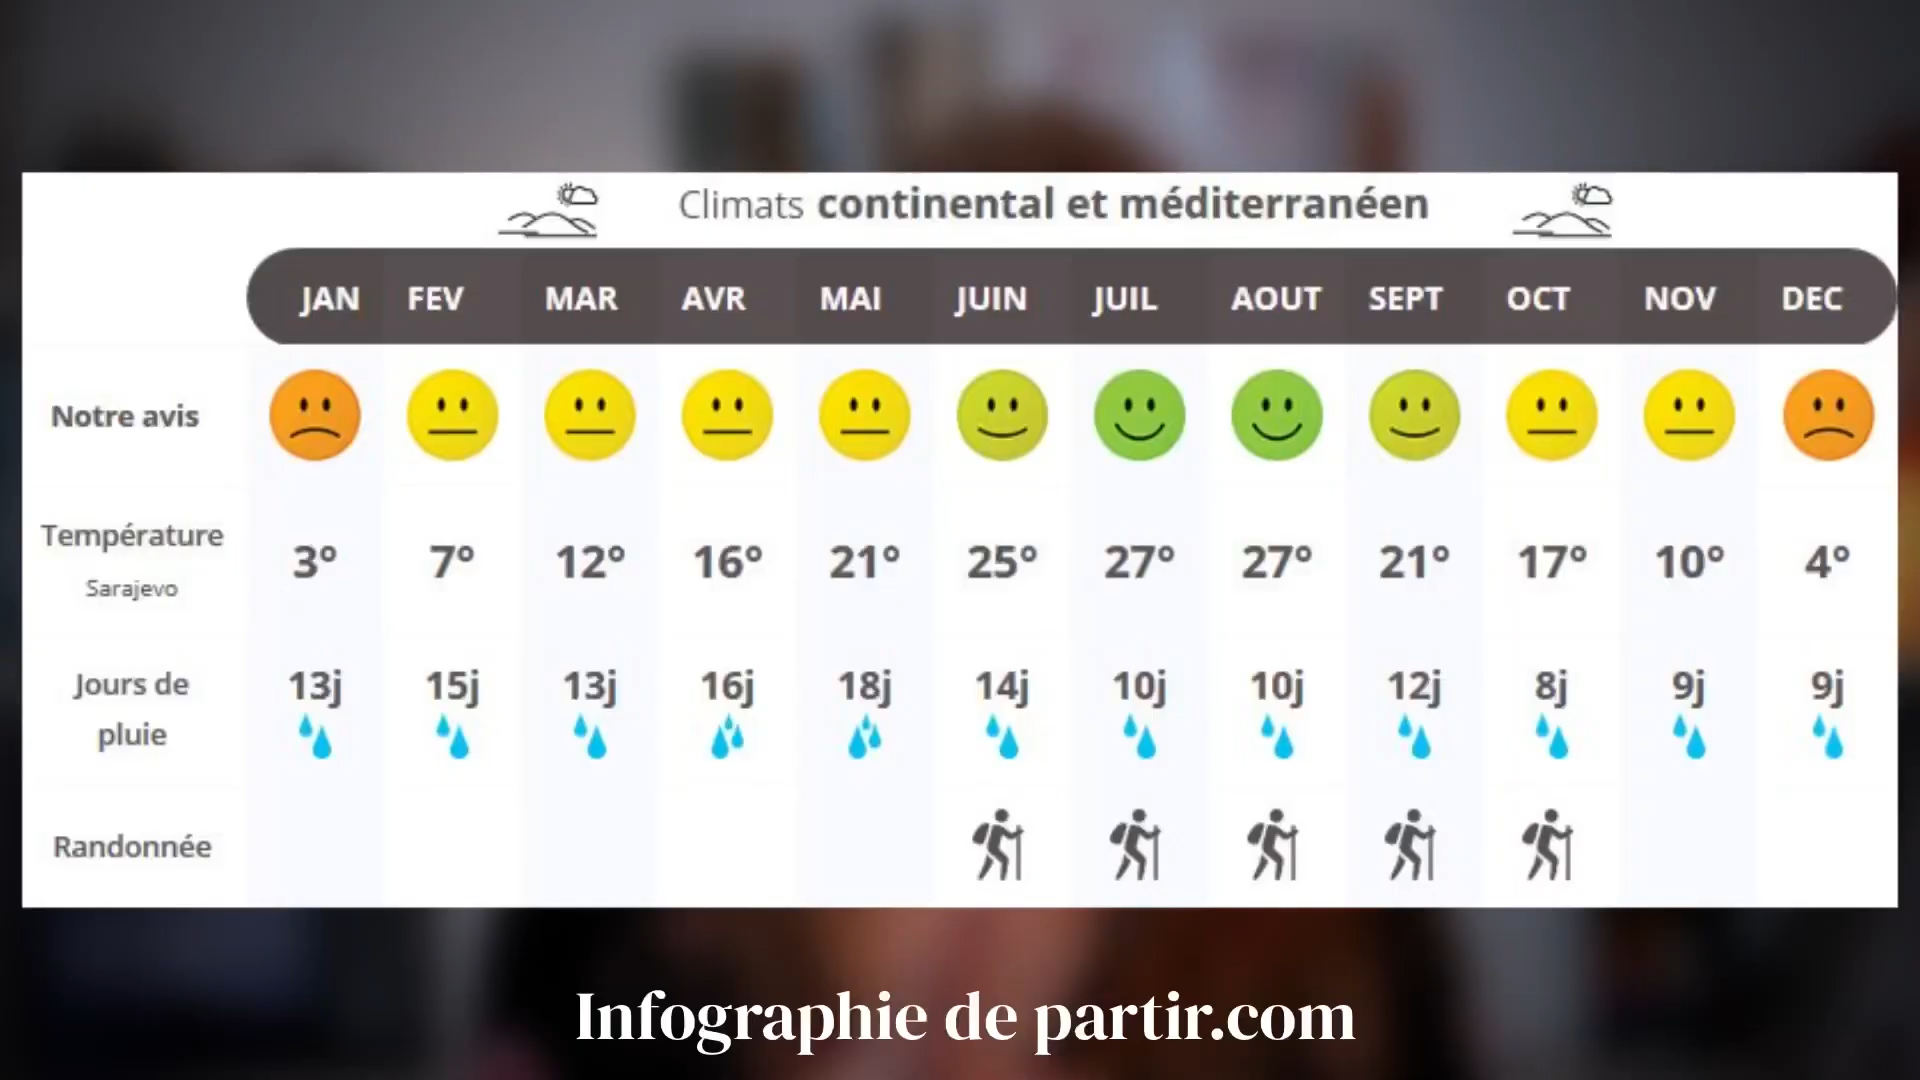 Climats continental et méditerranéen
JAN FEV MAR AVR MAI JUIN JUIL AOUT SEPT OCT NOV DEC
Notre avis
Température
Sarajevo
3° 7° 12° 16° 21° 25° 27° 27° 21° 17° 10° 4°
Jours de
pluie
13j 15j 13j 16j 18j 14j 10j 10j 12j 8j 9j 9j
Randonnée
Infographie de partir.com